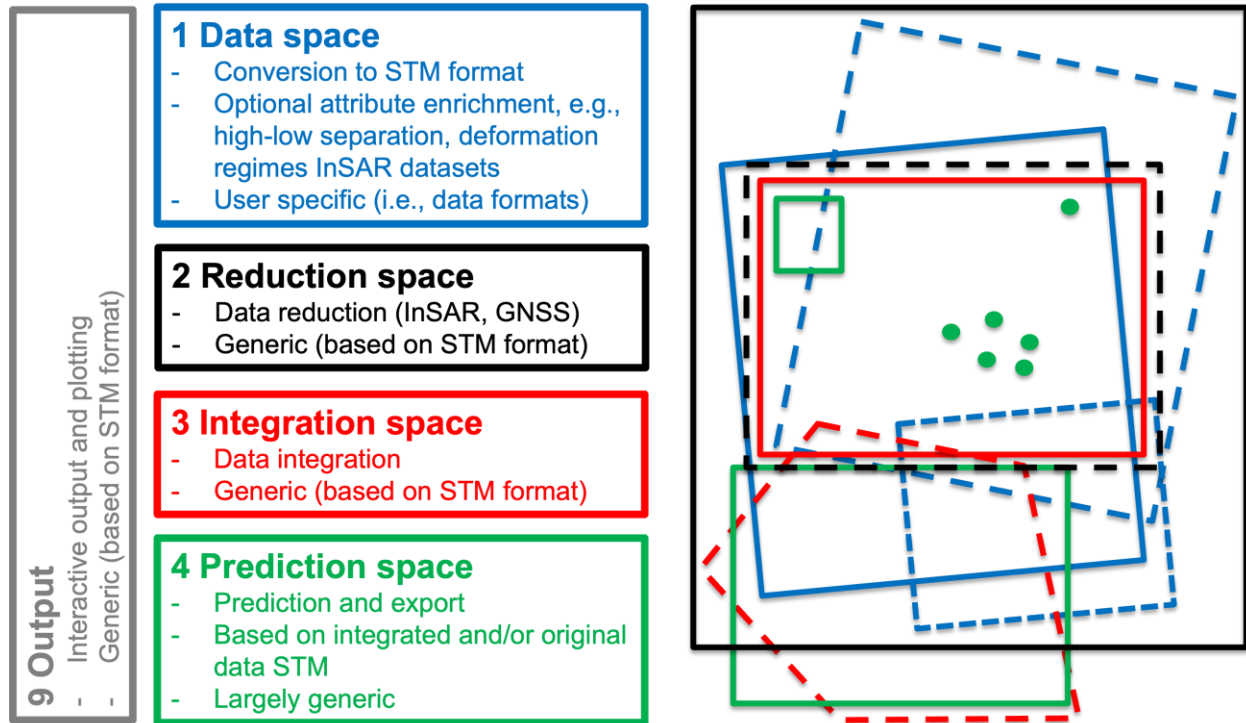 9 Output
- Interactive output and plotting
- Generic (based on STM format)
1 Data space
- Conversion to STM format
- Optional attribute enrichment, e.g.,
high-low separation, deformation
regimes InSAR datasets
- User specific (i.e., data formats)
2 Reduction space
- Data reduction (InSAR, GNSS)
- Generic (based on STM format)
3 Integration space
- Data integration
- Generic (based on STM format)
4 Prediction space
- Prediction and export
- Based on integrated and/or original
data STM
- Largely generic